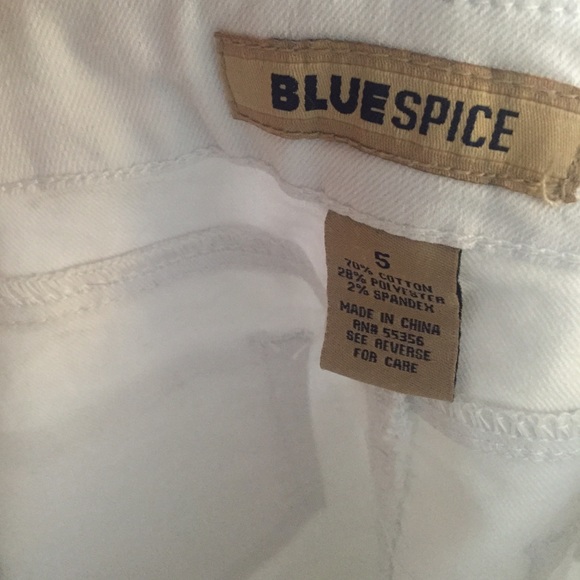 BLUESPICE
5
70% COTTON
28% POLYESTER
2% SPANDEX
MADE IN CHINA
RN# 55356
SEE REVERSE
FOR CARE